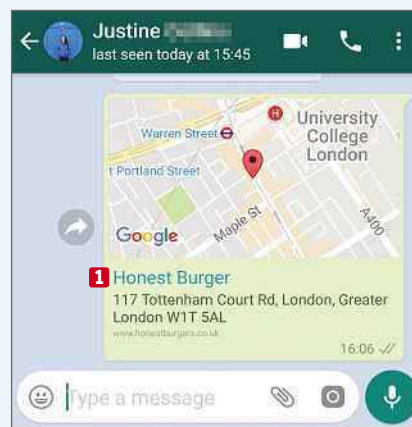 Justine
last seen today at 15:45
H
University
College
London
Warren Street
t Portland Street
Maple St
A400
Google
1 Honest Burger
117 Tottenham Court Rd, London, Greater
London W1T 5AL
www.honestburgers.co.uk
16:06
Type a message